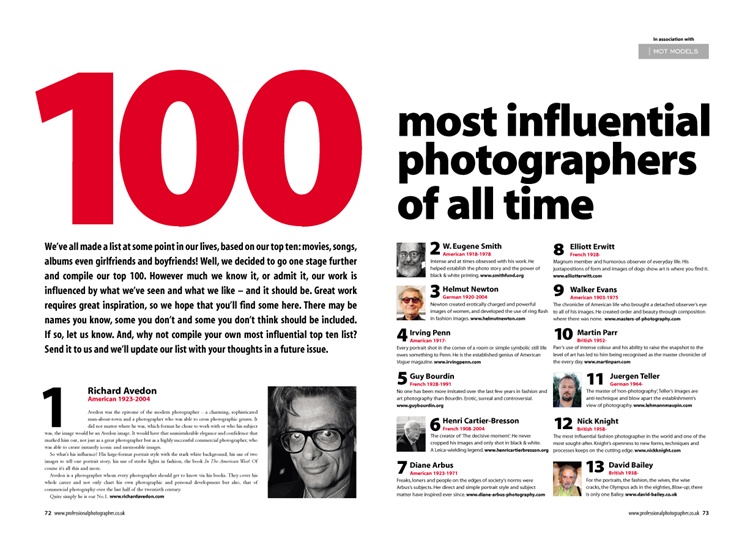 In association with
HOT MODELS
100
most influential
photographers
of all time
We've all made a list at some point in our lives, based on our top ten: movies, songs,
albums even girlfriends and boyfriends! Well, we decided to go one stage further
and compile our top 100. However much we know it, or admit it, our work is
influenced by what we've seen and what we like – and it should be. Great work
requires great inspiration, so we hope that you'll find some here. There may be
names you know, some you don't and some you don't think should be included.
If so, let us know. And, why not compile your own most influential top ten list?
Send it to us and we'll update our list with your thoughts in a future issue.
1 Richard Avedon
American 1923-2004
Avedon was the epitome of the modern photographer – a charming, sophisticated
man-about-town and a photographer who was able to cross photographic genres. It
did not matter where he was, which format he chose to work with or who his subject
was, the image would be an Avedon image. It would have that unmistakable elegance and confidence that
marked him out, not just as a great photographer but as a highly successful commercial photographer, who
was able to create instantly iconic images.
So what's his influence? His large-format portrait style with the stark white background, his use of two
images to tell one portrait story, his use of strobe lights in fashion, the book In The American West! Of
course it's all this and more.
Avedon is a photographer whom every photographer should get to know via his books. They cover his
whole career and not only chart his own photographic and personal development but also, that of
commercial photography over the last half of the twentieth century.
Quite simply he is our No.1. www.richardavedon.com
72 www.professionalphotographer.co.uk
2 W. Eugene Smith
American 1918-1978
Intense and at times obsessed with his work. He
helped establish the photo story and the power of
black & white printing. www.smithfund.org
3 Helmut Newton
German 1920-2004
Newton created erotically charged and powerful
images of women, and developed the use of ring flash
in fashion images. www.helmutnewton.com
4 Irving Penn
American 1917-
Every portrait shot in the corner of a room or simple symbolic still life
owes something to Penn. He is the established genius of American
Vogue magazine. www.irvingpenn.com
5 Guy Bourdin
French 1928-1991
No one has been more imitated over the last few years in fashion and
art photography than Bourdin. Erotic, surreal and controversial.
www.guybourdin.org
6 Henri Cartier-Bresson
French 1908-2004
The creator of 'The decisive moment'. He never
cropped his images and only shot in black & white.
A Leica-wielding legend. www.henricartierbresson.org
7 Diane Arbus
American 1923-1971
Freaks, loners and people on the edges of society's norms were
Arbus's subjects. Her direct and simple portrait style and subject
matter have inspired ever since. www.diane-arbus-photography.com
8 Elliott Erwitt
French 1928-
Magnum member and humorous observer of everyday life. His
juxtapositions of form and images of dogs show art is where you find it.
www.elliotterwitt.com
9 Walker Evans
American 1903-1975
The chronicler of American life who brought a detached observer's eye
to all of his images. He created order and beauty through composition
where there was none. www.masters-of-photography.com
10 Martin Parr
British 1952-
Parr's use of intense colour and his ability to raise the snapshot to the
level of art has led to him being recognised as the master chronicler of
the every day. www.martinparr.com
11 Juergen Teller
German 1964-
The master of 'non-photography', Teller's images are
anti-technique and blow apart the establishment's
view of photography. www.lehmannmaupin.com
12 Nick Knight
British 1958-
The most influential fashion photographer in the world and one of the
most sought-after. Knight's openness to new forms, techniques and
processes keeps on the cutting edge. www.nickknight.com
13 David Bailey
British 1938-
For the portraits, the fashion, the wives, the wise
cracks, the Olympus ads in the eighties, Blow-up, there
is only one Bailey. www.david-bailey.co.uk
www.professionalphotographer.co.uk 73